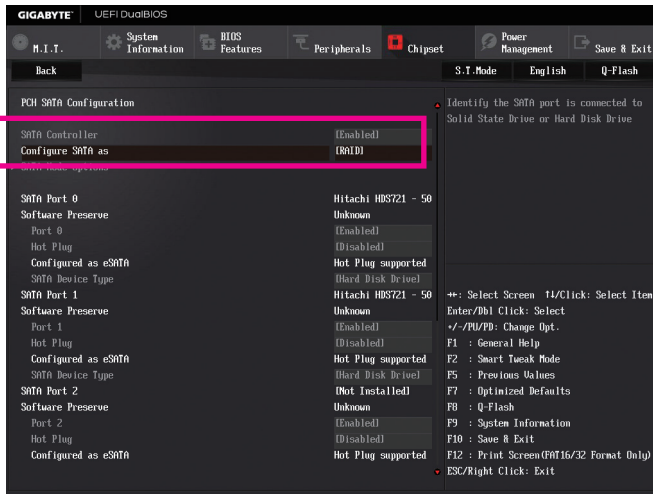 GIGABYTE™ UEFI DualBIOS
M.I.T. System Information BIOS Features Peripherals Chipset Power Management Save & Exit
Back S.T.Mode English Q-Flash
PCH SATA Configuration
SATA Controller [Enabled]
Configure SATA as [RAID]
SATA Mode Options
SATA Port 0 Hitachi HDS721 - 50
Software Preserve Unknown
Port 0 [Enabled]
Hot Plug [Disabled]
Configured as eSATA Hot Plug supported
SATA Device Type [Hard Disk Drive]
SATA Port 1 Hitachi HDS721 - 50
Software Preserve Unknown
Port 1 [Enabled]
Hot Plug [Disabled]
Configured as eSATA Hot Plug supported
SATA Device Type [Hard Disk Drive]
SATA Port 2 [Not Installed]
Software Preserve Unknown
Port 2 [Enabled]
Hot Plug [Disabled]
Configured as eSATA Hot Plug supported
Identify the SATA port is connected to
Solid State Drive or Hard Disk Drive
→←: Select Screen ↑↓/Click: Select Item
Enter/Dbl Click: Select
+/-/PU/PD: Change Opt.
F1 : General Help
F2 : Smart Tweak Mode
F5 : Previous Values
F7 : Optimized Defaults
F8 : Q-Flash
F9 : System Information
F10 : Save & Exit
F12 : Print Screen(FAT16/32 Format Only)
ESC/Right Click: Exit